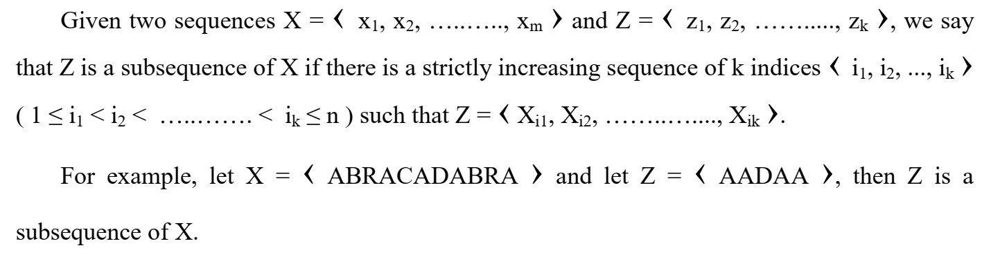 Given two sequences X = ⟨ x₁, x₂, ………., xₘ ⟩ and Z = ⟨ z₁, z₂, ……...., zₖ ⟩, we say
that Z is a subsequence of X if there is a strictly increasing sequence of k indices ⟨ i₁, i₂, ..., iₖ ⟩
( 1 ≤ i₁ < i₂ < ………. < iₖ ≤ n ) such that Z = ⟨ Xᵢ₁, Xᵢ₂, ……..…...., Xᵢₖ ⟩.
For example, let X = ⟨ ABRACADABRA ⟩ and let Z = ⟨ AADAA ⟩, then Z is a
subsequence of X.